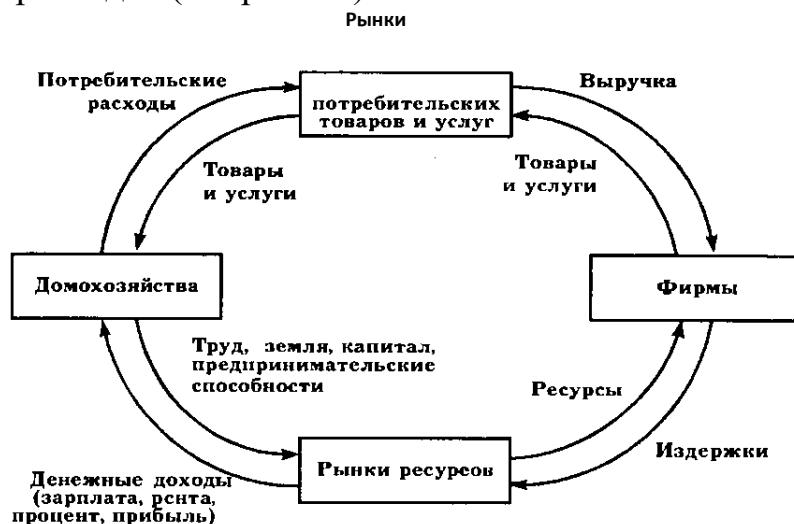 Рынки
Потребительские
расходы
потребительских
товаров и услуг
Выручка
Товары
и услуги
Товары
и услуги
Домохозяйства
Фирмы
Труд, земля, капитал,
предпринимательские
способности
Ресурсы
Рынки ресурсов
Издержки
Денежные доходы
(зарплата, рента,
процент, прибыль)